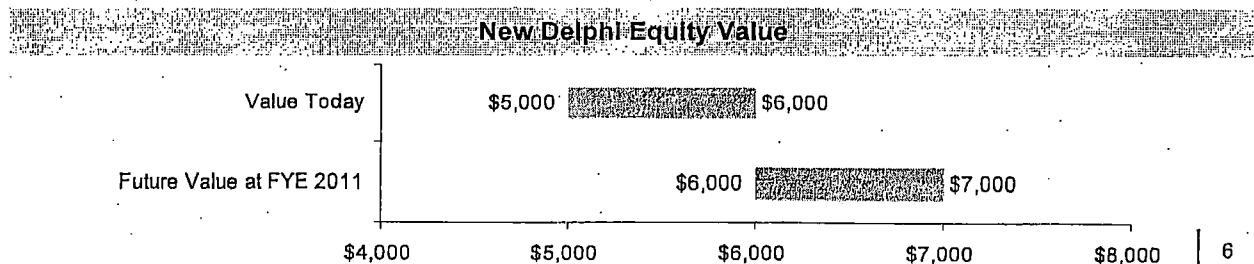 New Delphi Equity Value
Value Today $5,000 $6,000
Future Value at FYE 2011 $6,000 $7,000
$4,000 $5,000 $6,000 $7,000 $8,000
6